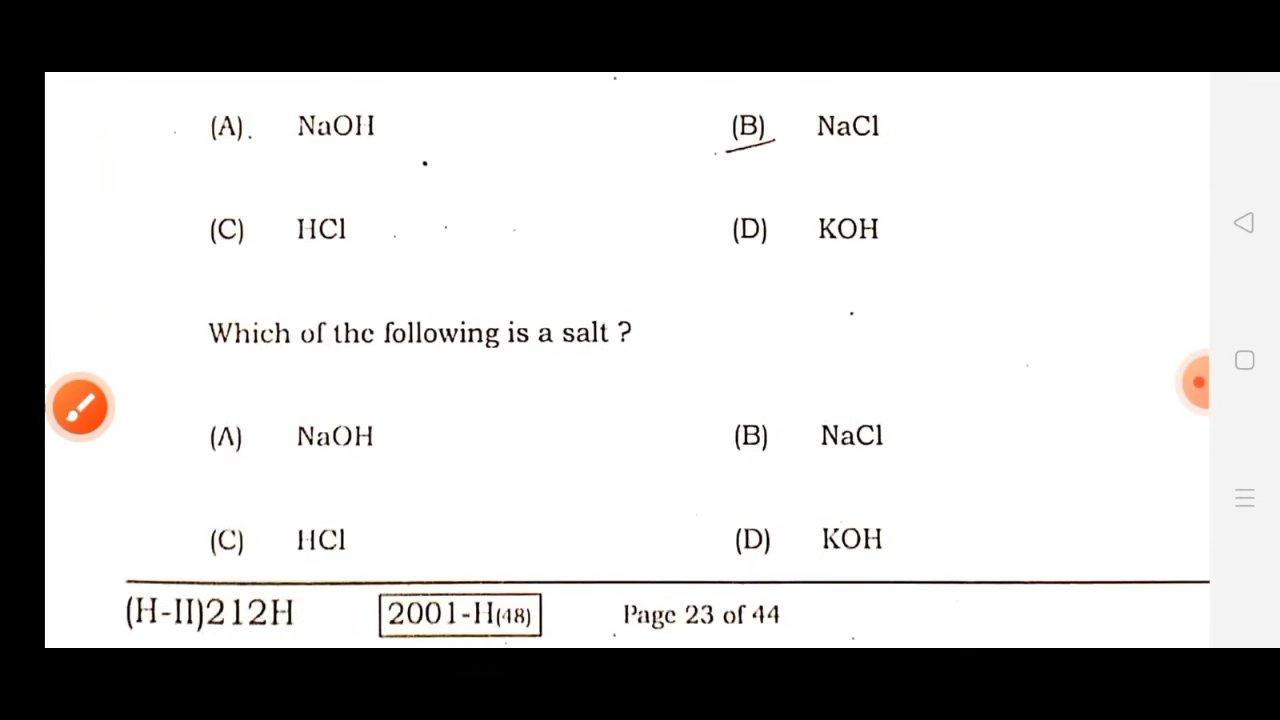 (A). NaOH (B) NaCl
(C) HCl (D) KOH
Which of the following is a salt ?
(A) NaOH (B) NaCl
(C) HCl (D) KOH
(H-II)212H 2001-H(48) Page 23 of 44